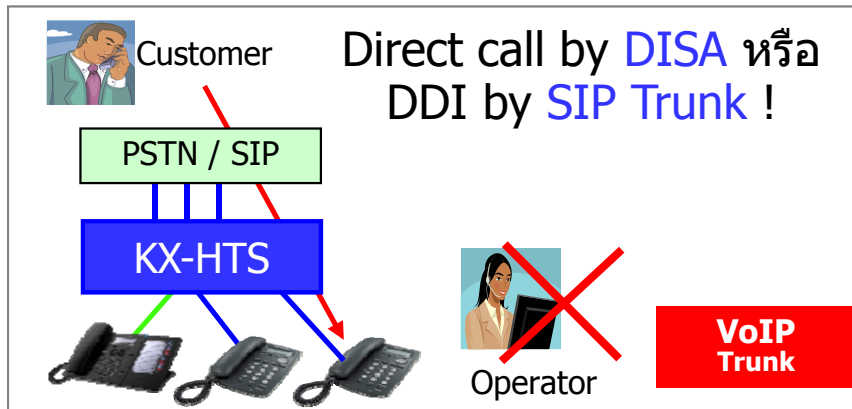 Customer
Direct call by DISA หรือ
DDI by SIP Trunk !
PSTN / SIP
KX-HTS
Operator
VoIP
Trunk